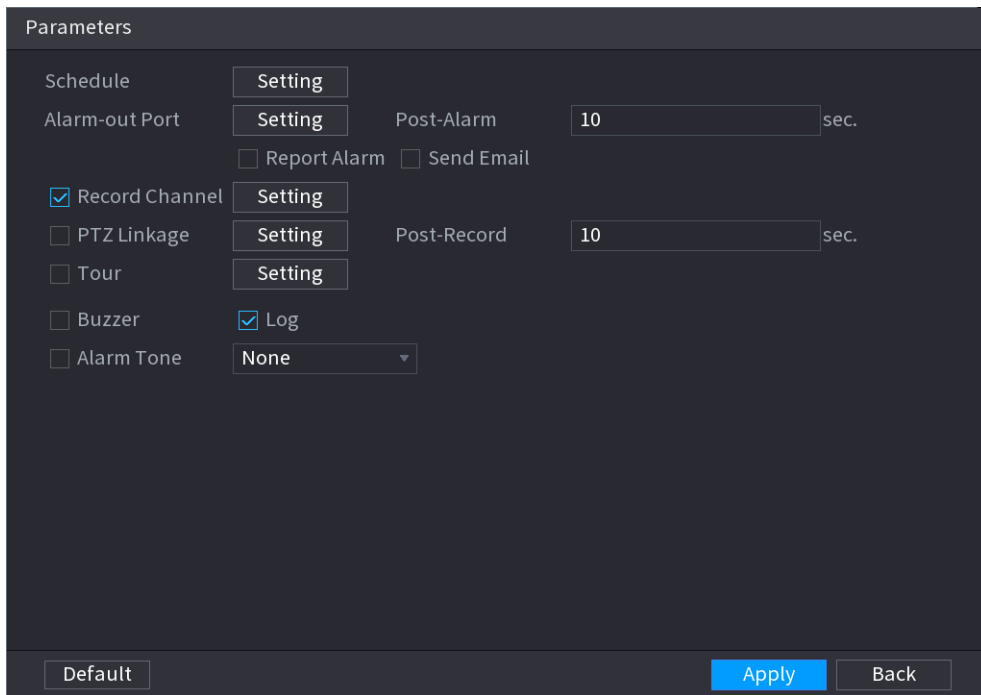 Parameters
Schedule Setting
Alarm-out Port Setting Post-Alarm 10 sec.
Report Alarm Send Email
Record Channel Setting
PTZ Linkage Setting Post-Record 10 sec.
Tour Setting
Buzzer Log
Alarm Tone None
Default Apply Back